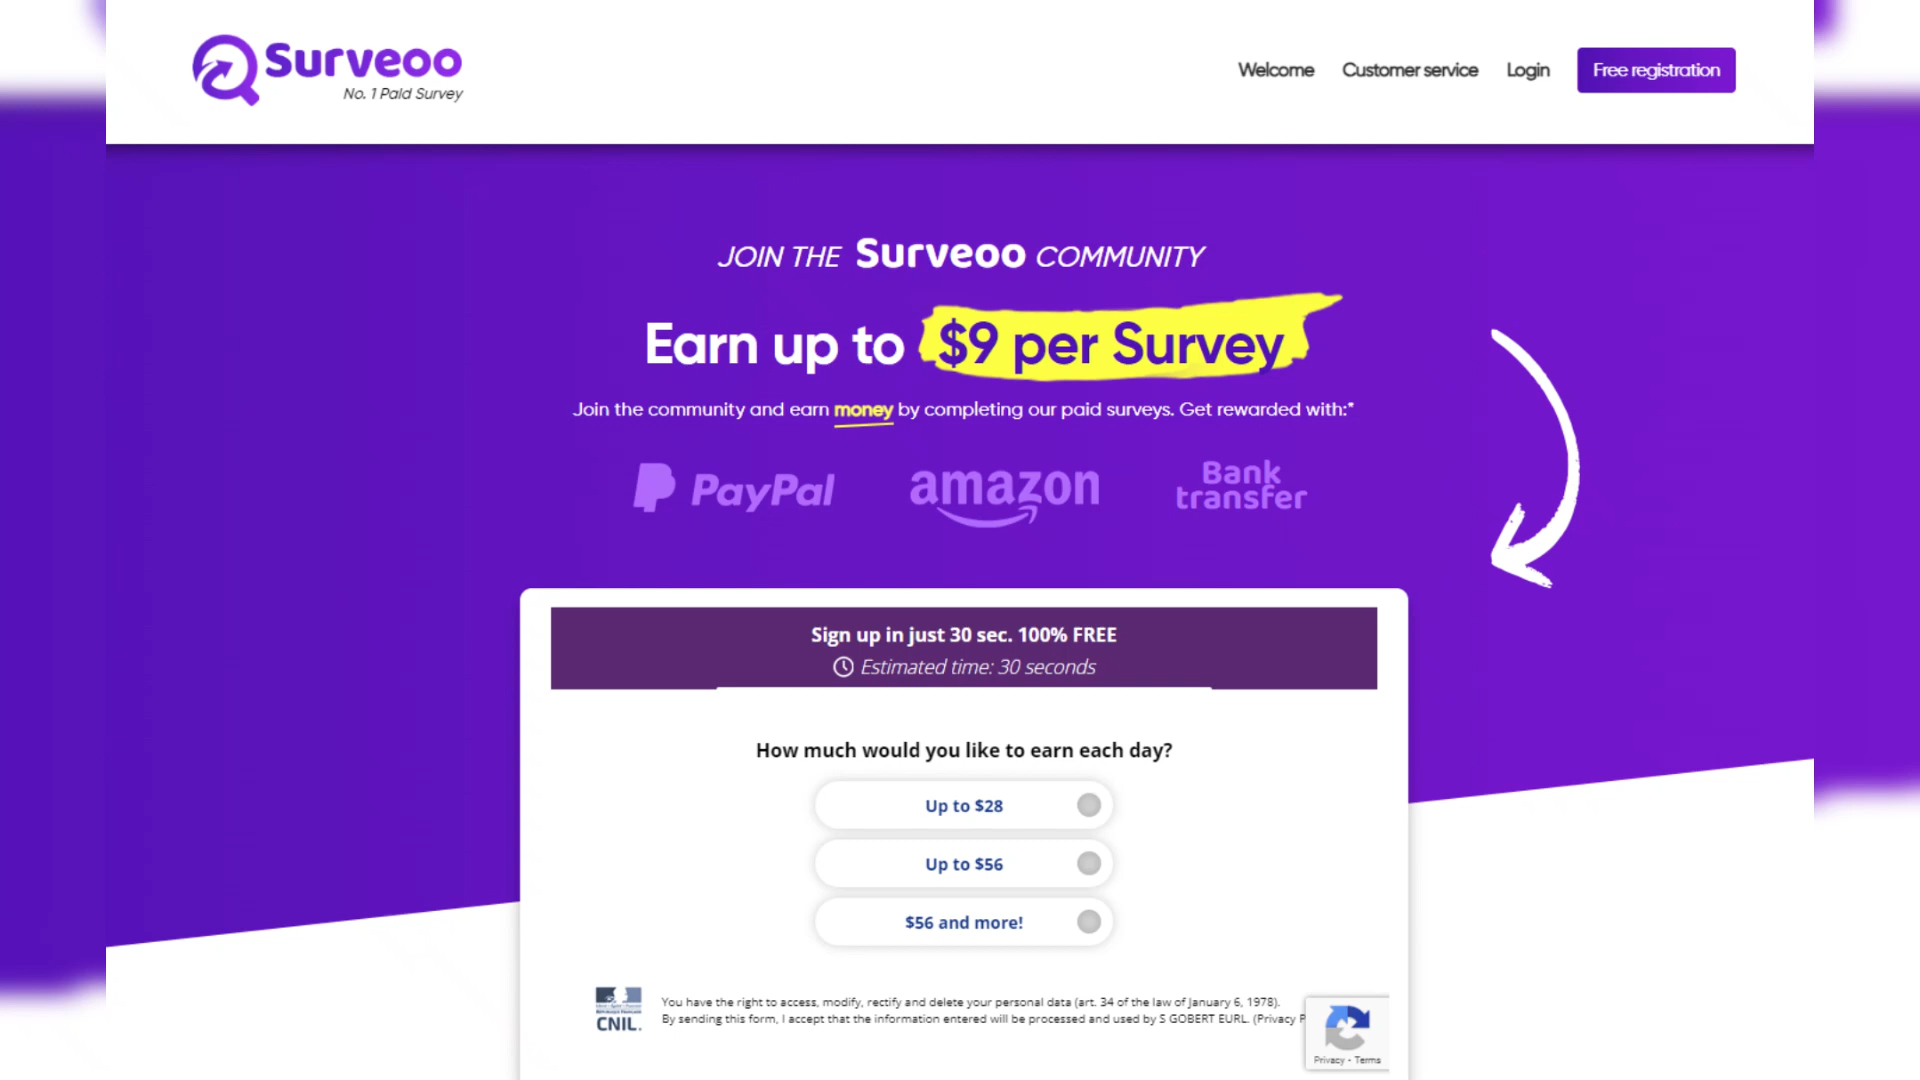 Surveoo
No. 1 Paid Survey
Welcome
Customer service
Login
Free registration
JOIN THE Surveoo COMMUNITY
Earn up to $9 per Survey
Join the community and earn money by completing our paid surveys. Get rewarded with:*
PayPal
amazon
Bank
transfer
Sign up in just 30 sec. 100% FREE
Estimated time: 30 seconds
How much would you like to earn each day?
Up to $28
Up to $56
$56 and more!
CNIL.
You have the right to access, modify, rectify and delete your personal data (art. 34 of the law of January 6, 1978).
By sending this form, I accept that the information entered will be processed and used by S GOBERT EURL. (Privacy P
Privacy - Terms